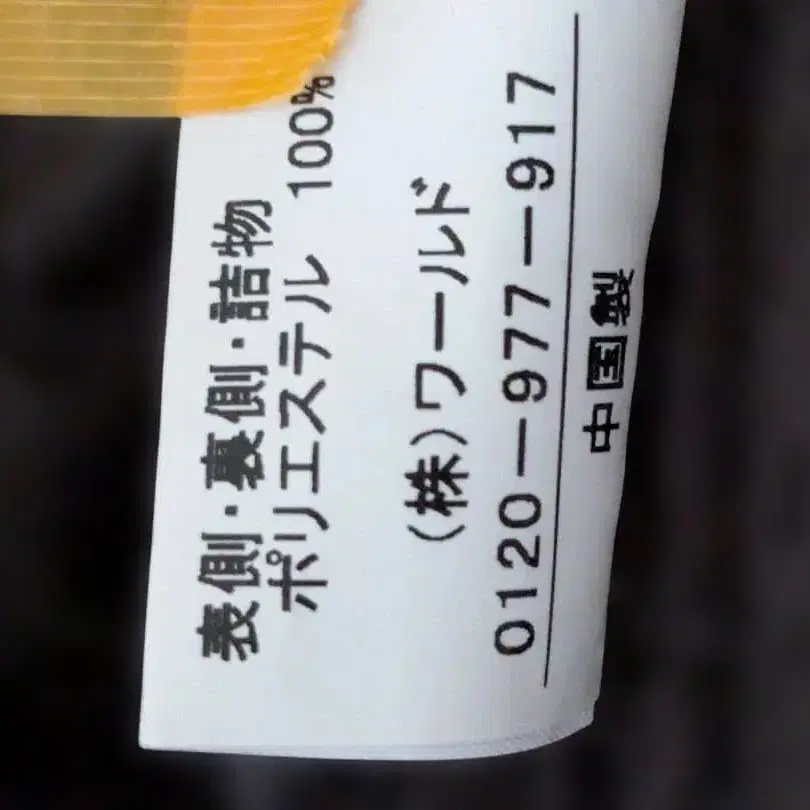 表側・裏側・詰物
ポリエステル 100%
(株)ワールド
0120-977-917
中国製